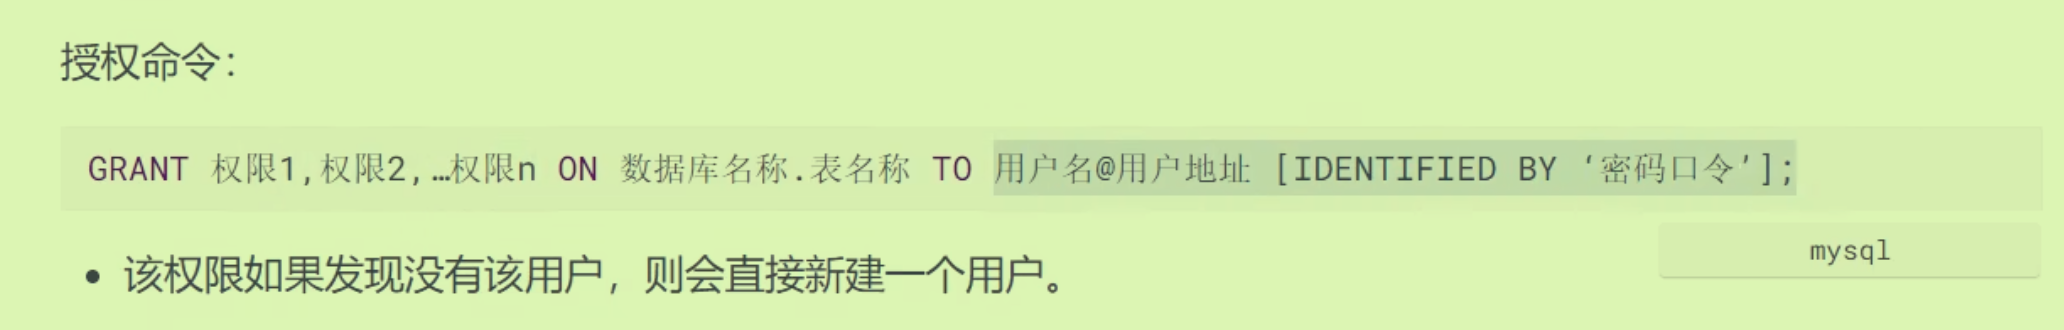 授权命令：
GRANT 权限1,权限2,…权限n ON 数据库名称.表名称 TO 用户名@用户地址 [IDENTIFIED BY ‘密码口令’];
mysql
• 该权限如果发现没有该用户，则会直接新建一个用户。